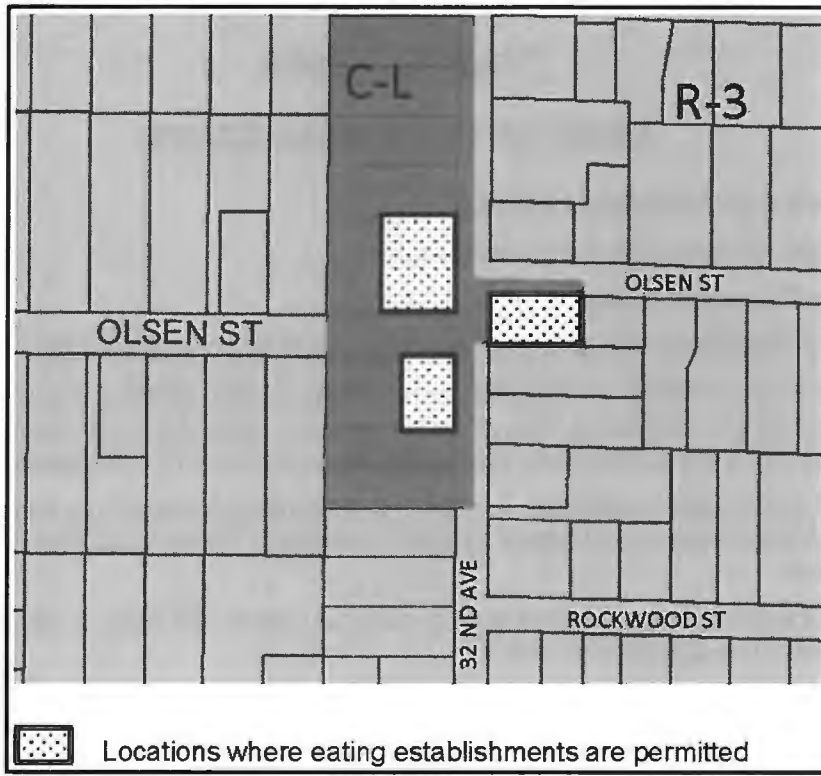 C-L
R-3
OLSEN ST
OLSEN ST
32 ND AVE
ROCKWOOD ST
Locations where eating establishments are permitted